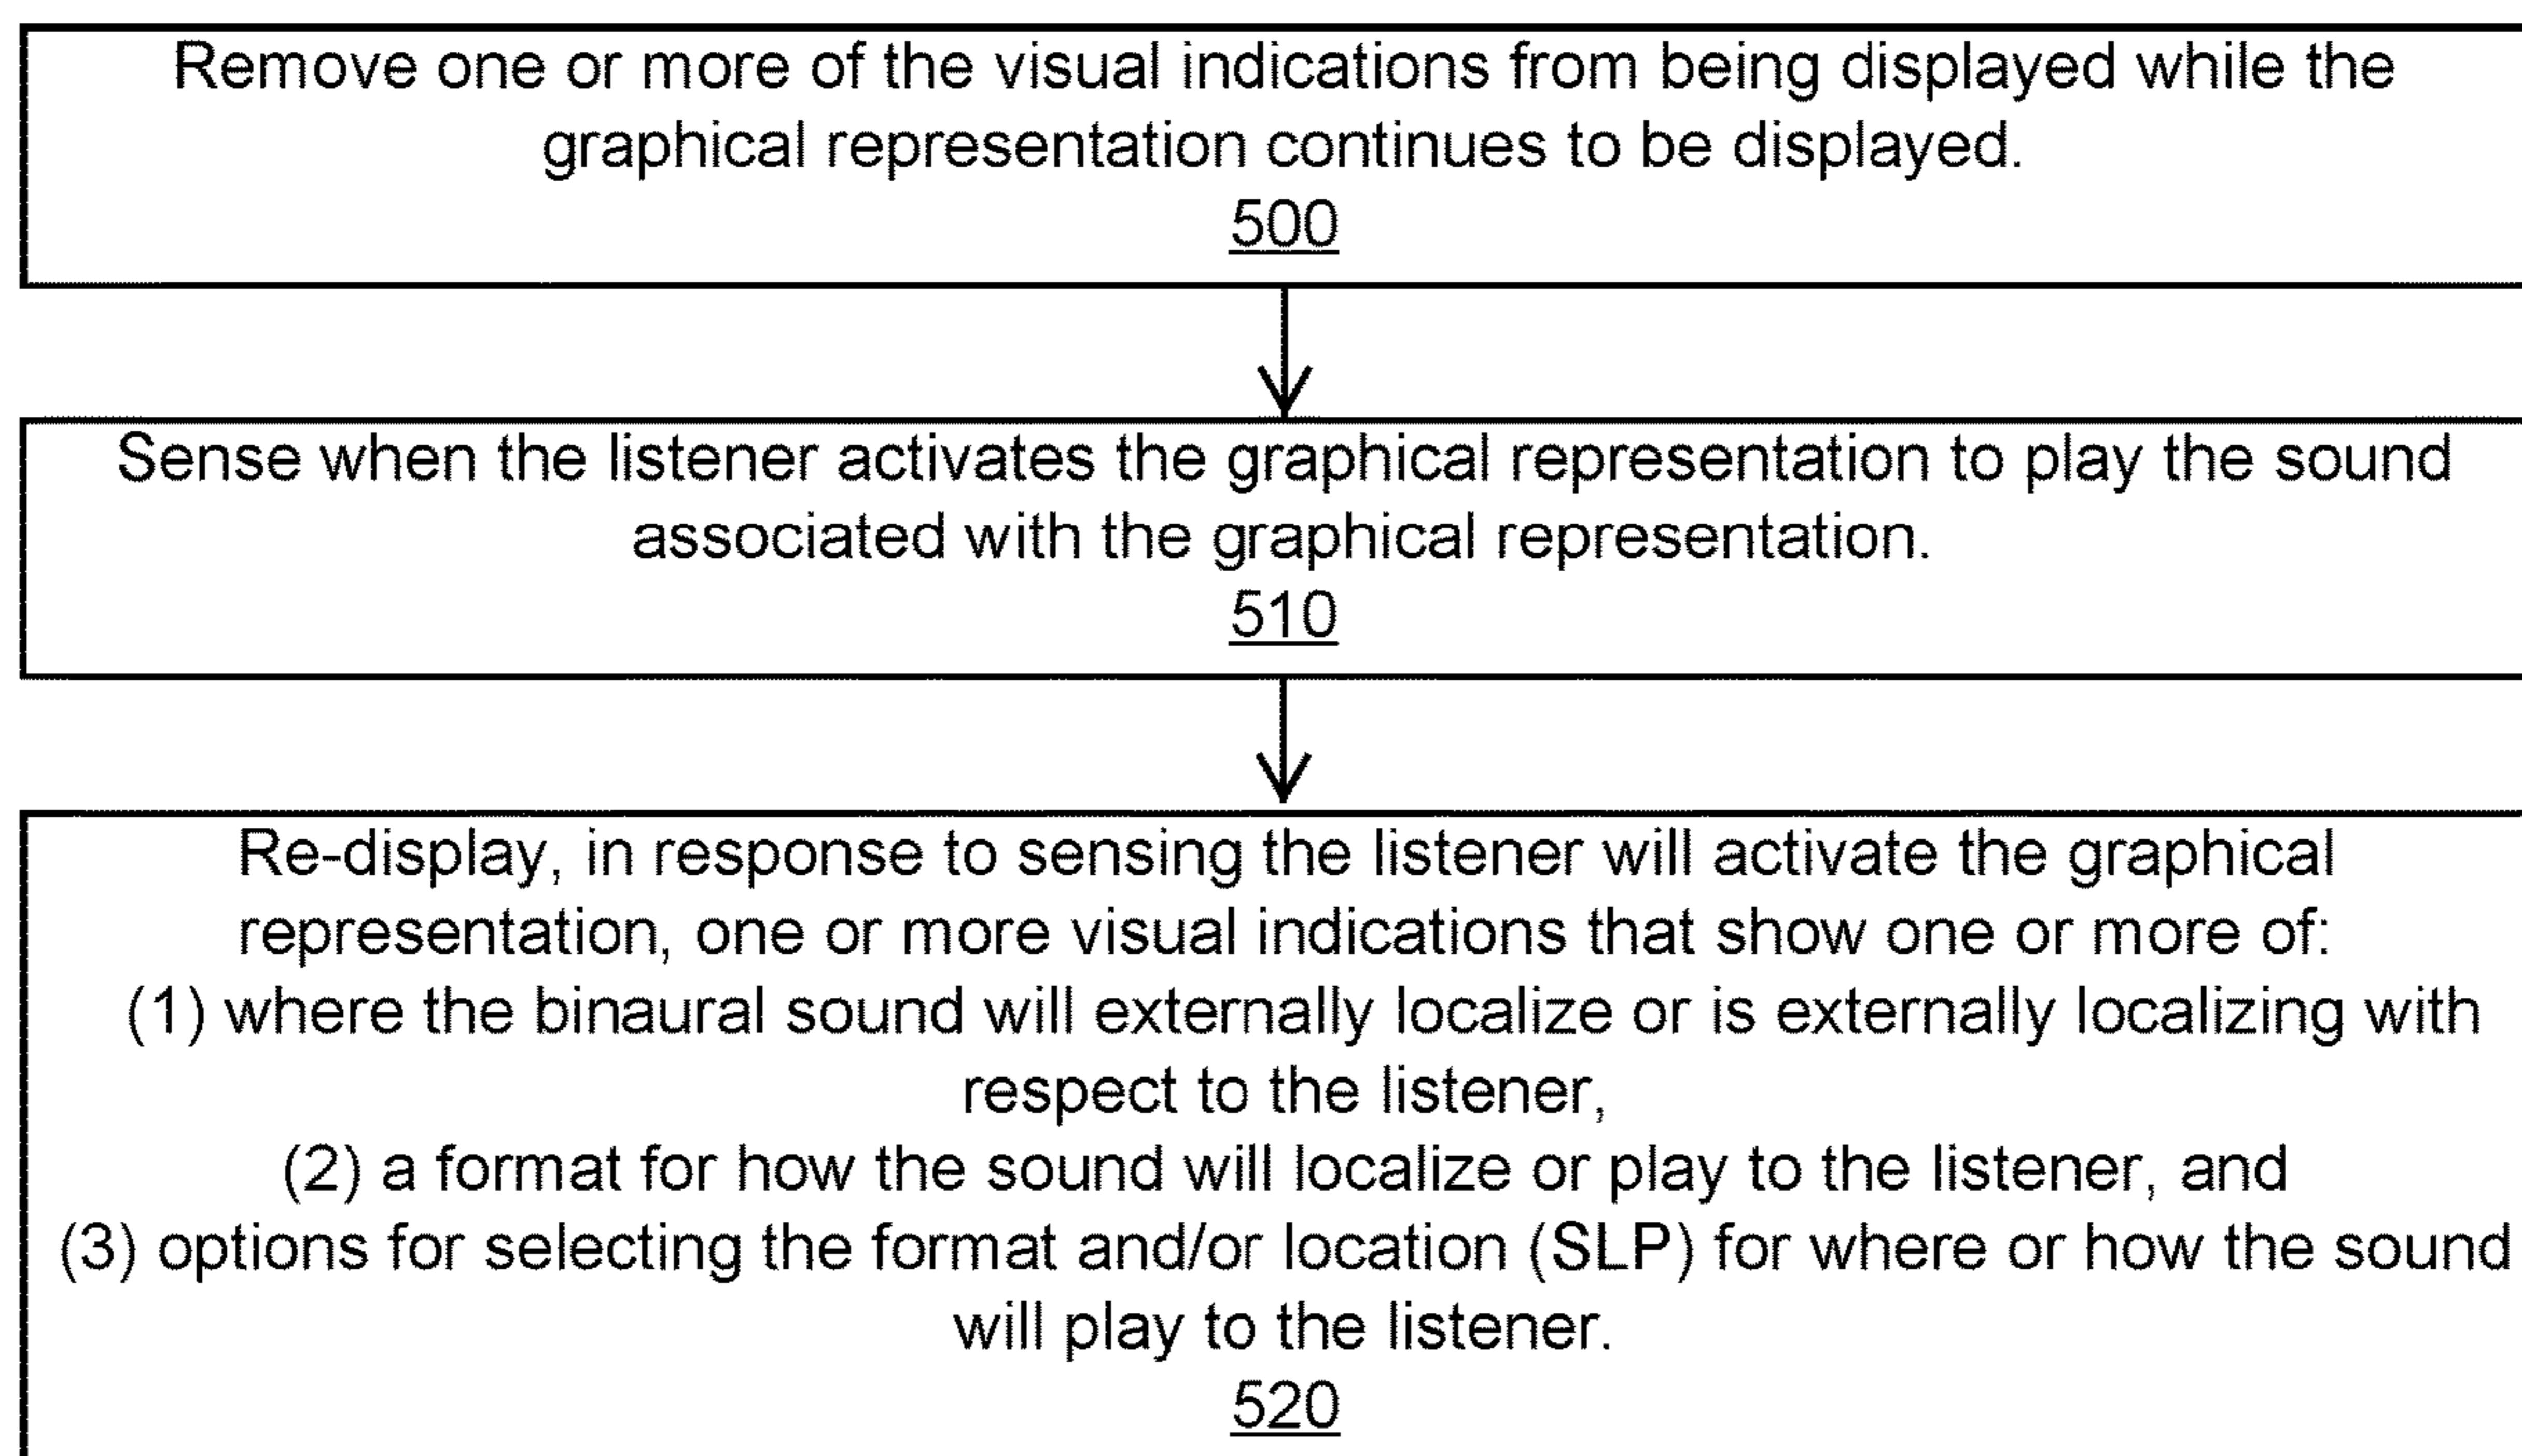 Remove one or more of the visual indications from being displayed while the
graphical representation continues to be displayed.
500
Sense when the listener activates the graphical representation to play the sound
associated with the graphical representation.
510
Re-display, in response to sensing the listener will activate the graphical
representation, one or more visual indications that show one or more of:
(1) where the binaural sound will externally localize or is externally localizing with
respect to the listener,
(2) a format for how the sound will localize or play to the listener, and
(3) options for selecting the format and/or location (SLP) for where or how the sound
will play to the listener.
520